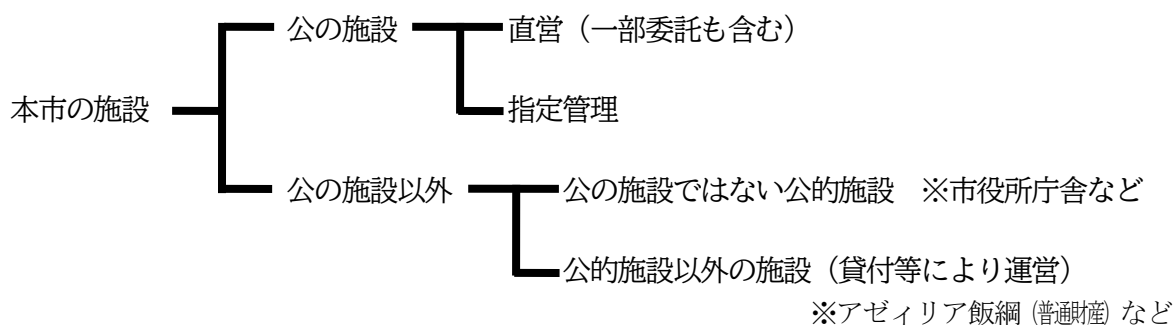 公の施設 直営（一部委託も含む）
本市の施設 指定管理
公の施設以外 公の施設ではない公的施設　※市役所庁舎など
公的施設以外の施設（貸付等により運営）
※アゼィリア飯綱（普通財産）など